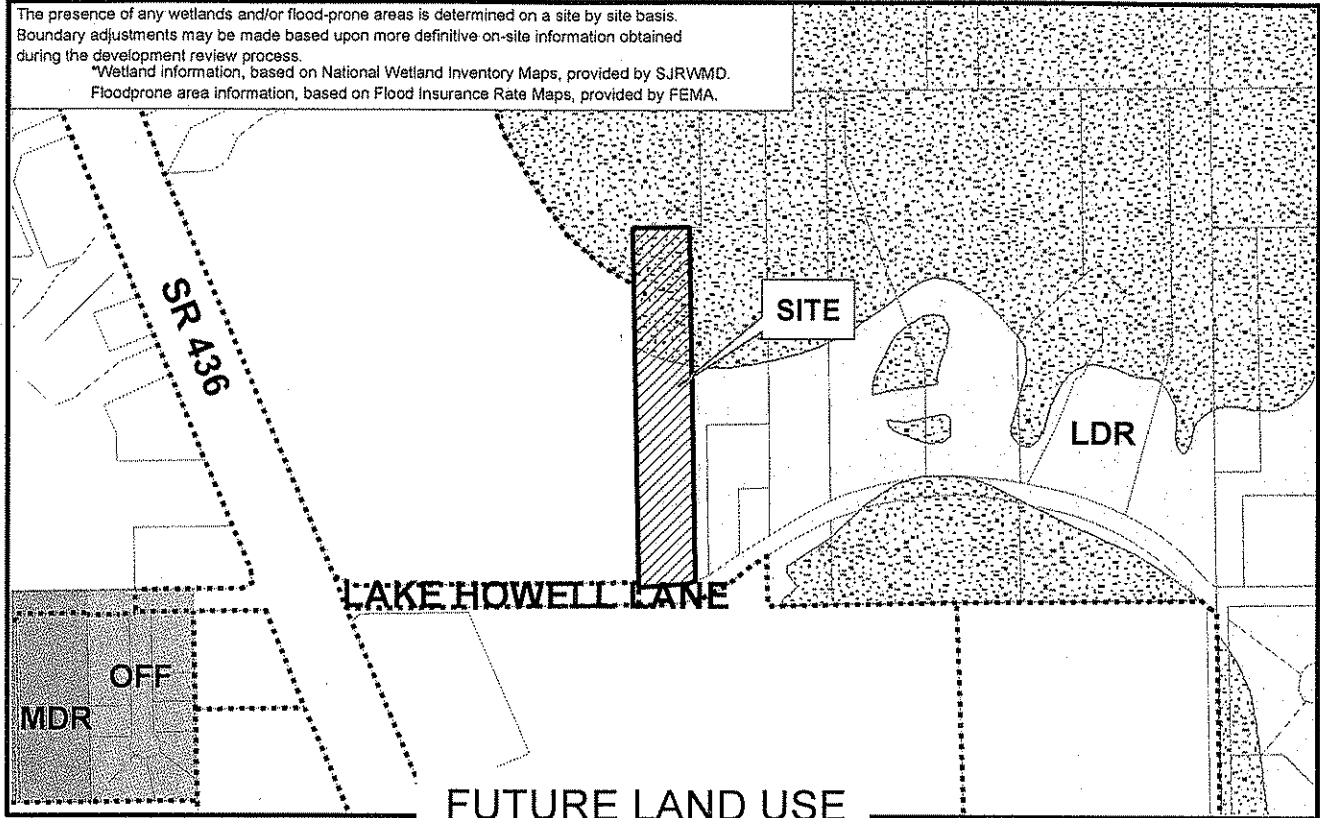 The presence of any wetlands and/or flood-prone areas is determined on a site by site basis.
Boundary adjustments may be made based upon more definitive on-site information obtained
during the development review process.
*Wetland information, based on National Wetland Inventory Maps, provided by SJRWMD.
Floodprone area information, based on Flood Insurance Rate Maps, provided by FEMA.
SR 436
SITE
LDR
LAKE HOWELL LANE
OFF
MDR
FUTURE LAND USE